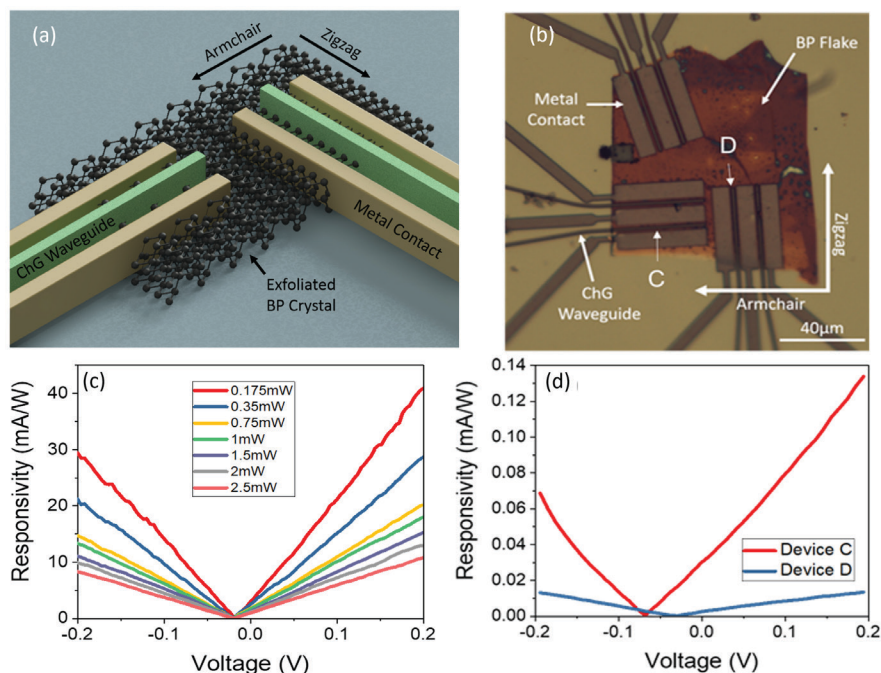 (a)
Armchair
Zigzag
ChG Waveguide
Metal Contact
Exfoliated
BP Crystal
(b)
BP Flake
Metal
Contact
D
C
ChG
Waveguide
Zigzag
Armchair
40μm
(c)
Responsivity (mA/W)
40
30
20
10
0
0.175mW
0.35mW
0.75mW
1mW
1.5mW
2mW
2.5mW
-0.2
-0.1
0.0
0.1
0.2
Voltage (V)
(d)
Responsivity (mA/W)
0.14
0.12
0.10
0.08
0.06
0.04
0.02
0.00
Device C
Device D
-0.2
-0.1
0.0
0.1
0.2
Voltage (V)